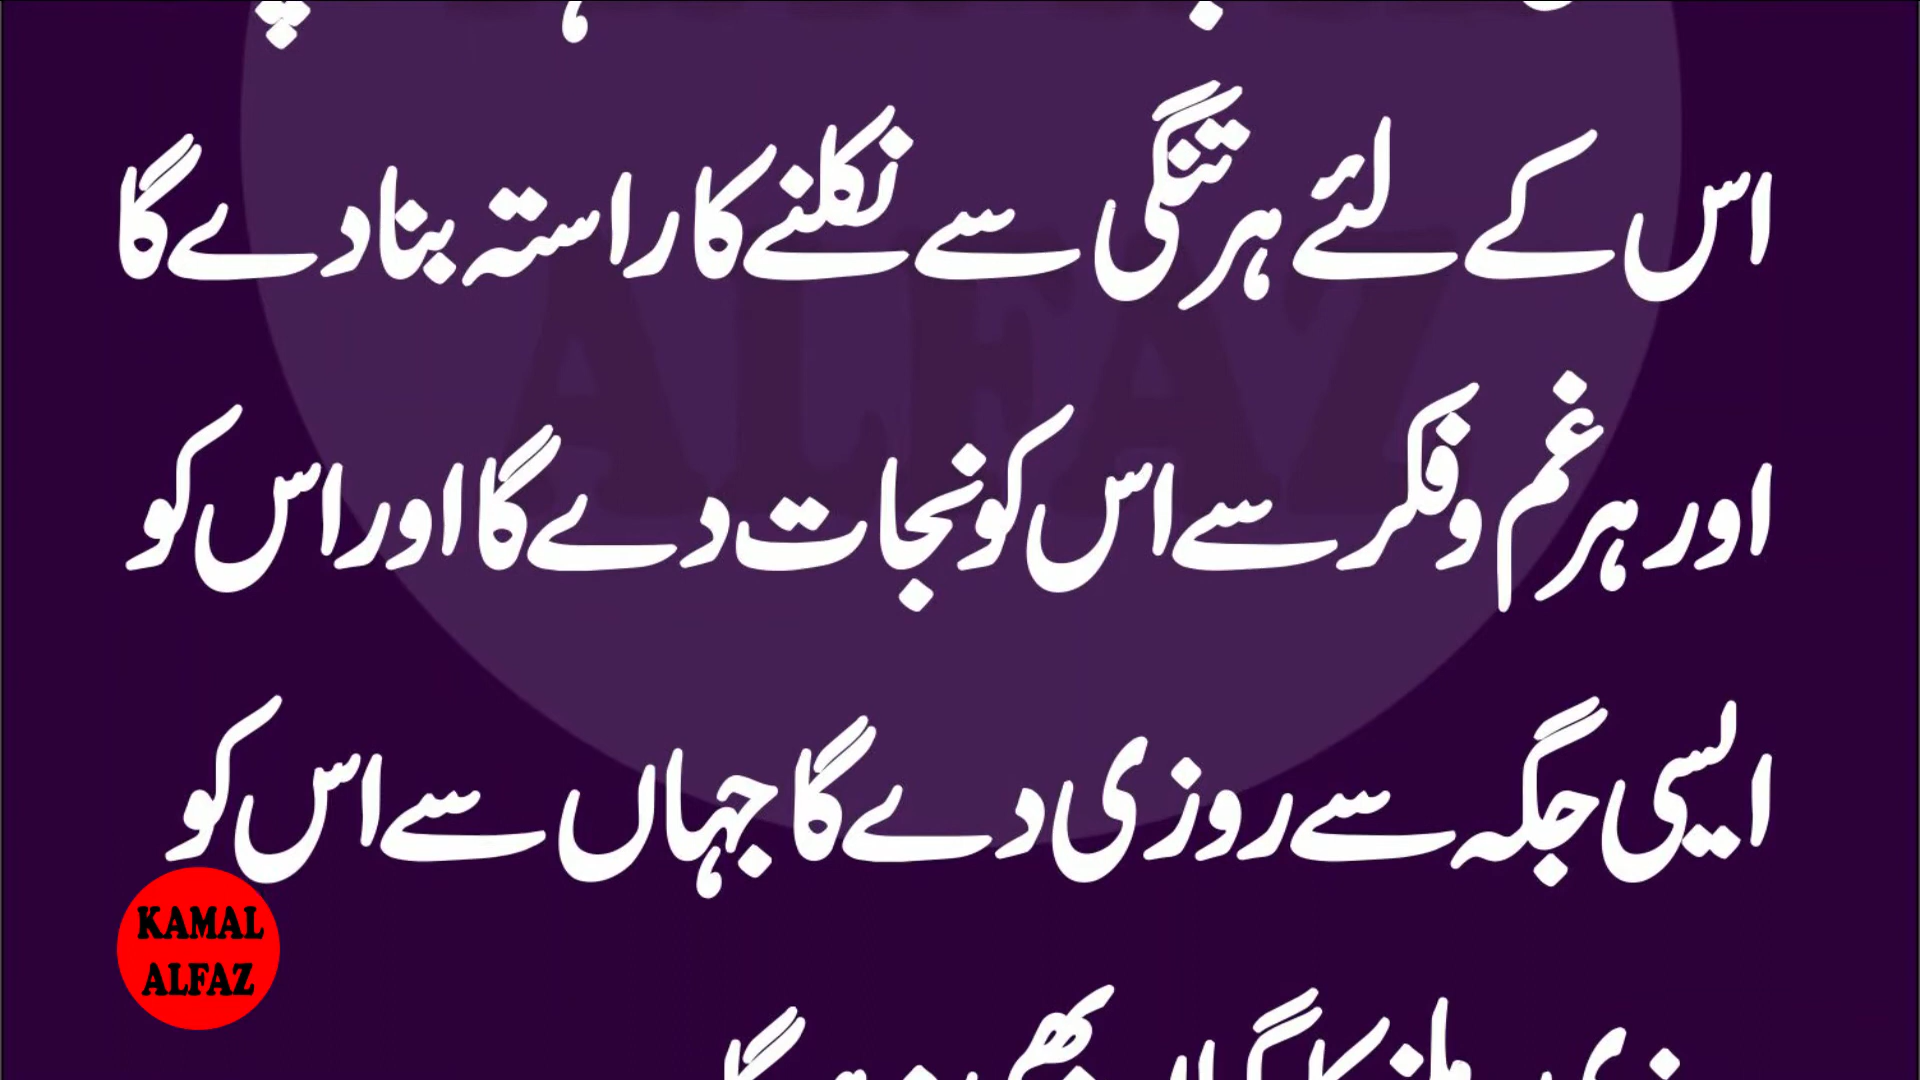 اس کے لئے ہر تنگی سے نکلنے کا راستہ بنا دے گا
اور ہر غم و فکر سے اس کو نجات دے گا اور اس کو
ایسی جگہ سے روزی دے گا جہاں سے اس کو
KAMAL
ALFAZ
ALFAZ